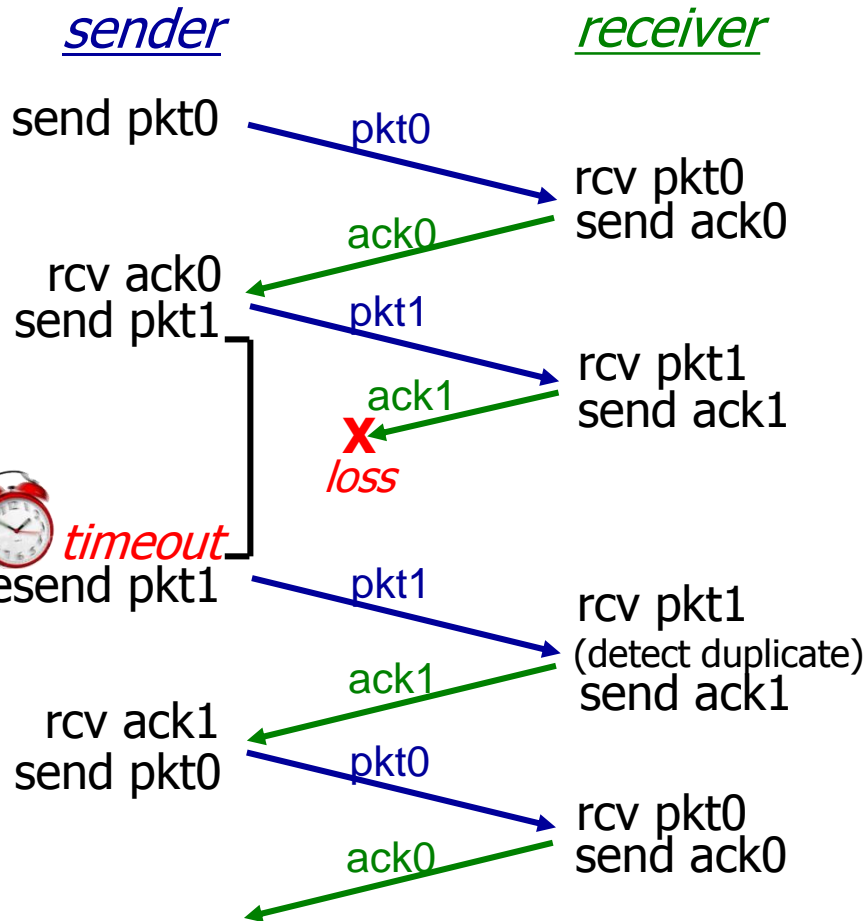 sender
receiver
send pkt0
pkt0
rcv pkt0
send ack0
ack0
rcv ack0
send pkt1
pkt1
rcv pkt1
send ack1
ack1
X
loss
timeout
esend pkt1
pkt1
rcv pkt1
(detect duplicate)
send ack1
ack1
rcv ack1
send pkt0
pkt0
rcv pkt0
send ack0
ack0